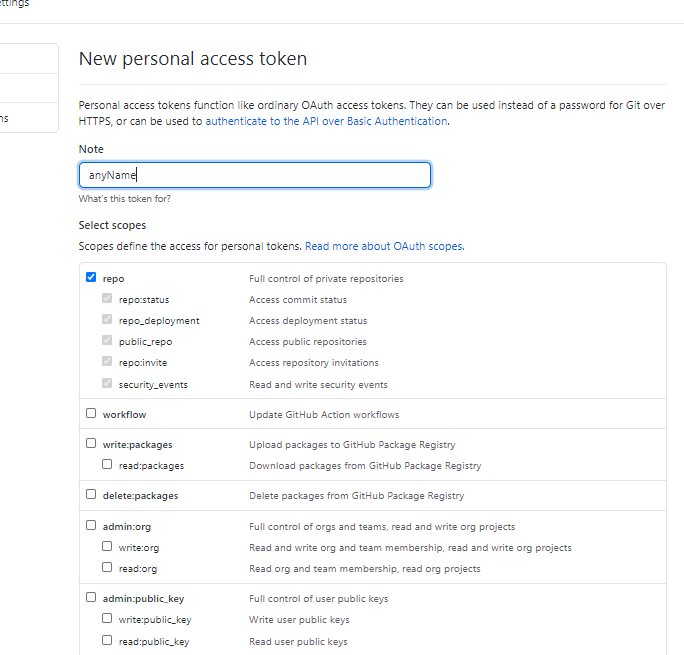 ettings
ns
New personal access token
Personal access tokens function like ordinary OAuth access tokens. They can be used instead of a password for Git over
HTTPS, or can be used to authenticate to the API over Basic Authentication.
Note
anyName
What's this token for?
Select scopes
Scopes define the access for personal tokens. Read more about OAuth scopes.
repo Full control of private repositories
repo:status Access commit status
repo_deployment Access deployment status
public_repo Access public repositories
repo:invite Access repository invitations
security_events Read and write security events
workflow Update GitHub Action workflows
write:packages Upload packages to GitHub Package Registry
read:packages Download packages from GitHub Package Registry
delete:packages Delete packages from GitHub Package Registry
admin:org Full control of orgs and teams, read and write org projects
write:org Read and write org and team membership, read and write org projects
read:org Read org and team membership, read org projects
admin:public_key Full control of user public keys
write:public_key Write user public keys
read:public_key Read user public keys